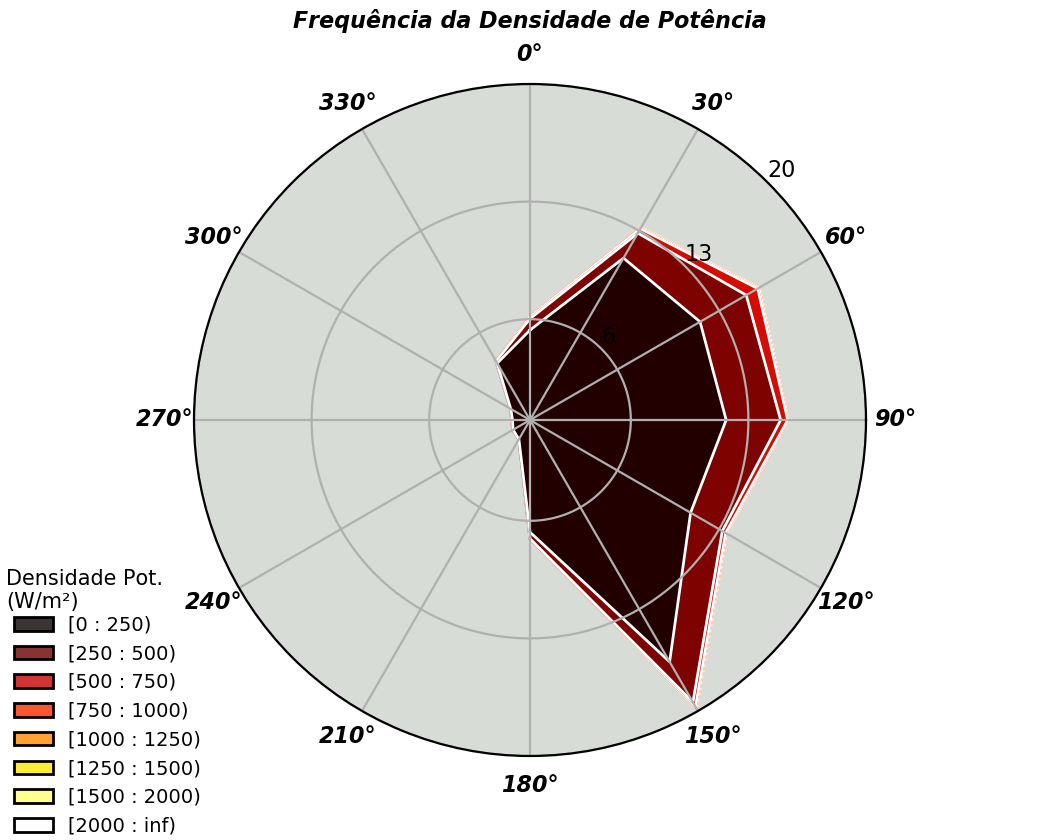 Frequência da Densidade de Potência
0°
330°
30°
20
300°
60°
13
6
270°
90°
Densidade Pot.
(W/m²)
240°
120°
[0 : 250)
[250 : 500)
[500 : 750)
[750 : 1000)
[1000 : 1250)
[1250 : 1500)
[1500 : 2000)
[2000 : inf)
210°
150°
180°